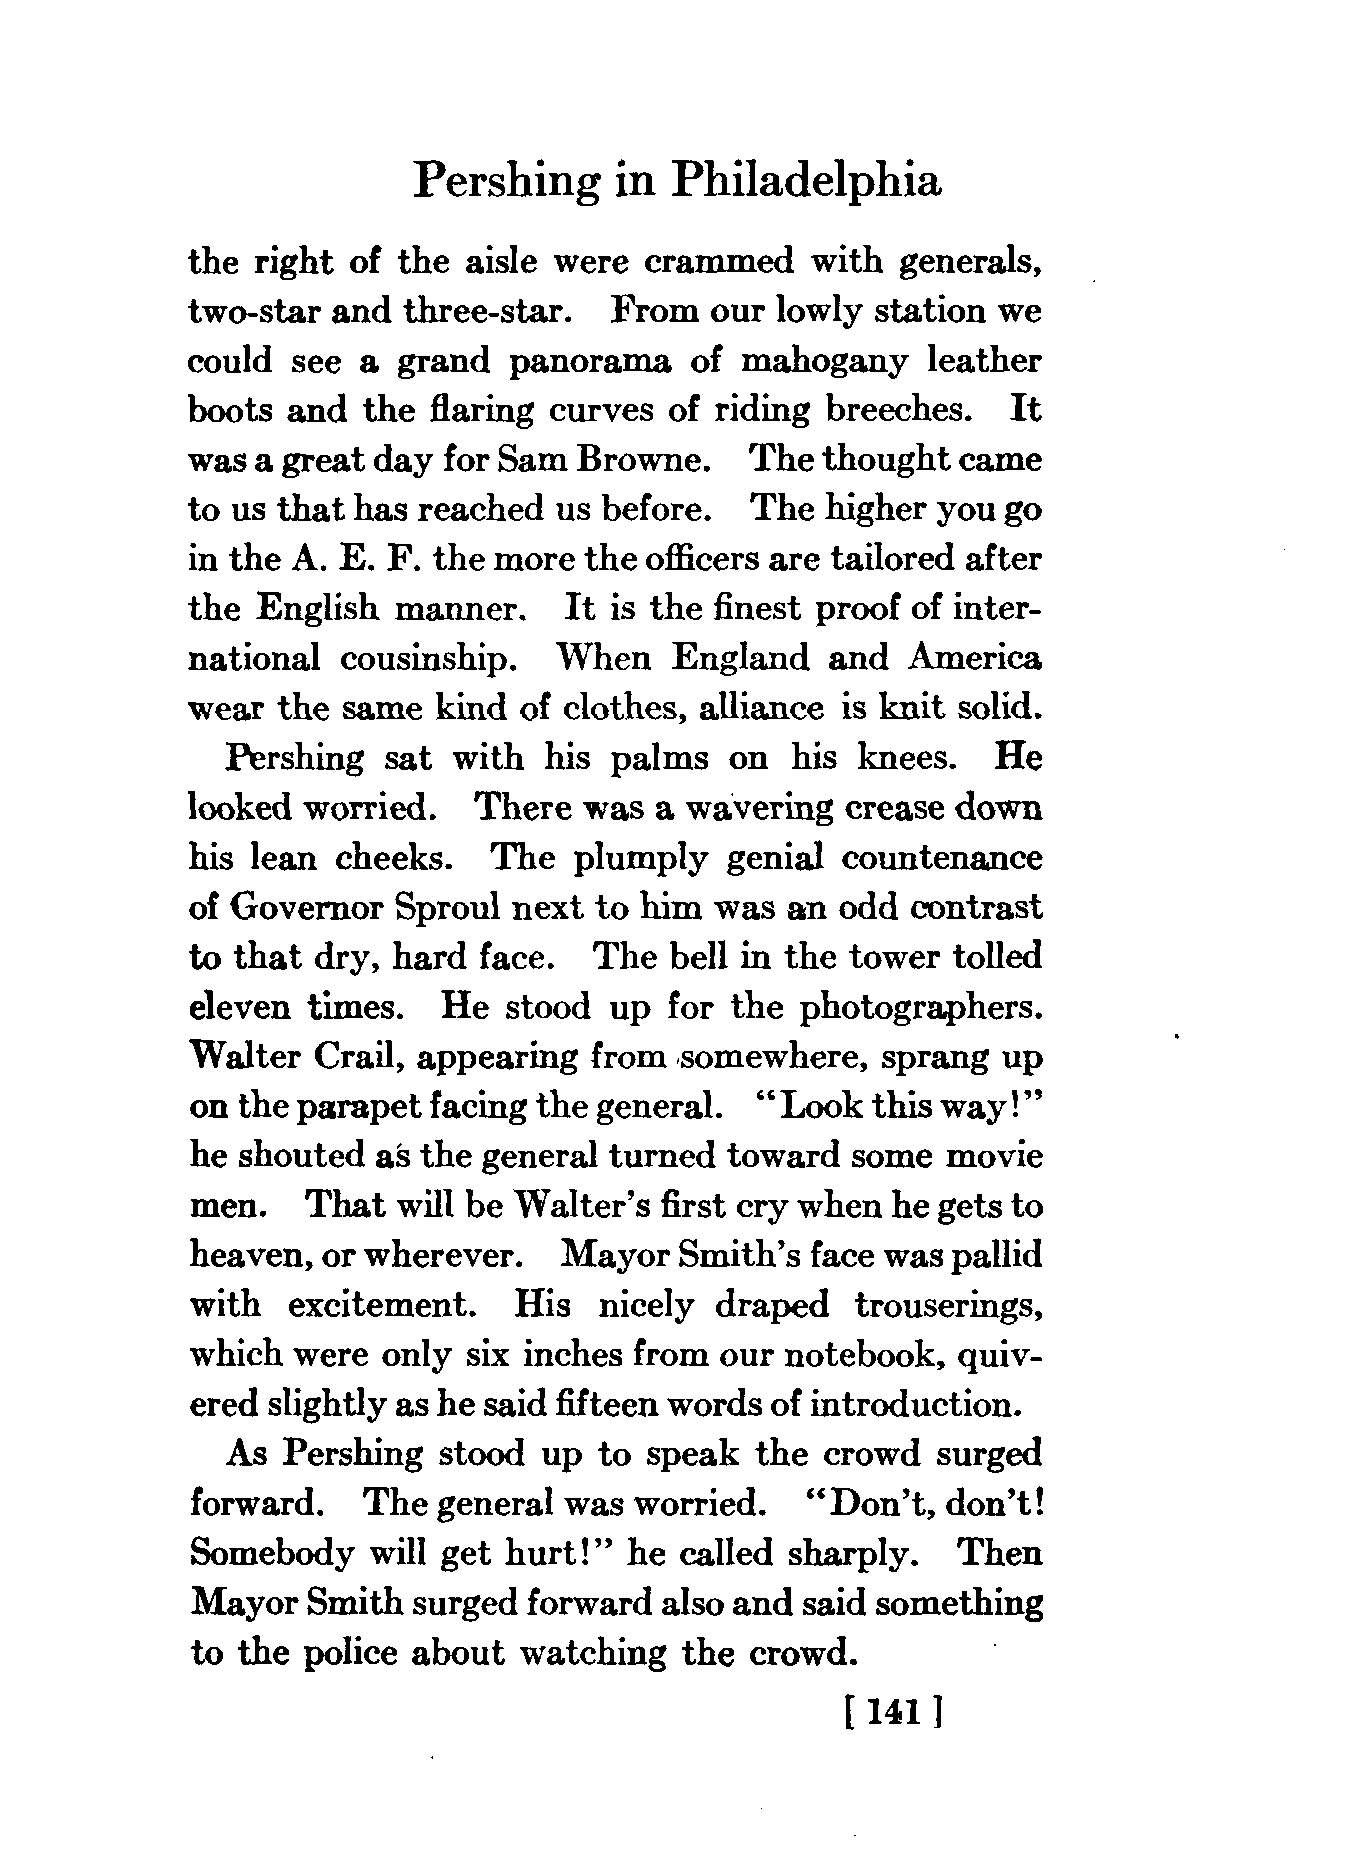 Pershing in Philadelphia
the right of the aisle were crammed with generals,
two-star and three-star. From our lowly station we
could see a grand panorama of mahogany leather
boots and the flaring curves of riding breeches. It
was a great day for Sam Browne. The thought came
to us that has reached us before. The higher you go
in the A. E. F. the more the officers are tailored after
the English manner. It is the finest proof of inter-
national cousinship. When England and America
wear the same kind of clothes, alliance is knit solid.
Pershing sat with his palms on his knees. He
looked worried. There was a wavering crease down
his lean cheeks. The plumply genial countenance
of Governor Sproul next to him was an odd contrast
to that dry, hard face. The bell in the tower tolled
eleven times. He stood up for the photographers.
Walter Crail, appearing from somewhere, sprang up
on the parapet facing the general. "Look this way!"
he shouted as the general turned toward some movie
men. That will be Walter's first cry when he gets to
heaven, or wherever. Mayor Smith's face was pallid
with excitement. His nicely draped trouserings,
which were only six inches from our notebook, quiv-
ered slightly as he said fifteen words of introduction.
As Pershing stood up to speak the crowd surged
forward. The general was worried. "Don't, don't!
Somebody will get hurt!" he called sharply. Then
Mayor Smith surged forward also and said something
to the police about watching the crowd.
[ 141 ]